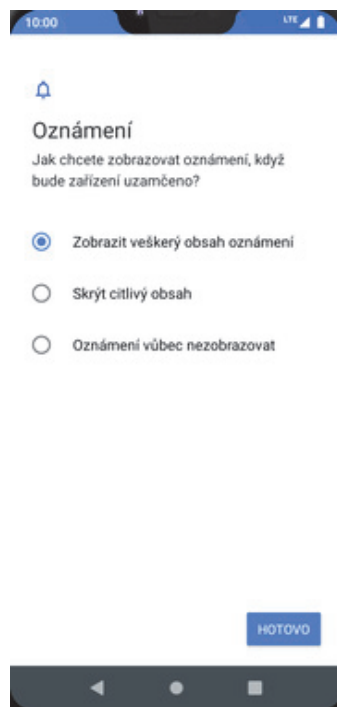 10:00
LTE
Oznámení
Jak chcete zobrazovat oznámení, když
bude zařízení uzamčeno?
Zobrazit veškerý obsah oznámení
Skrýt citlivý obsah
Oznámení vůbec nezobrazovat
HOTOVO